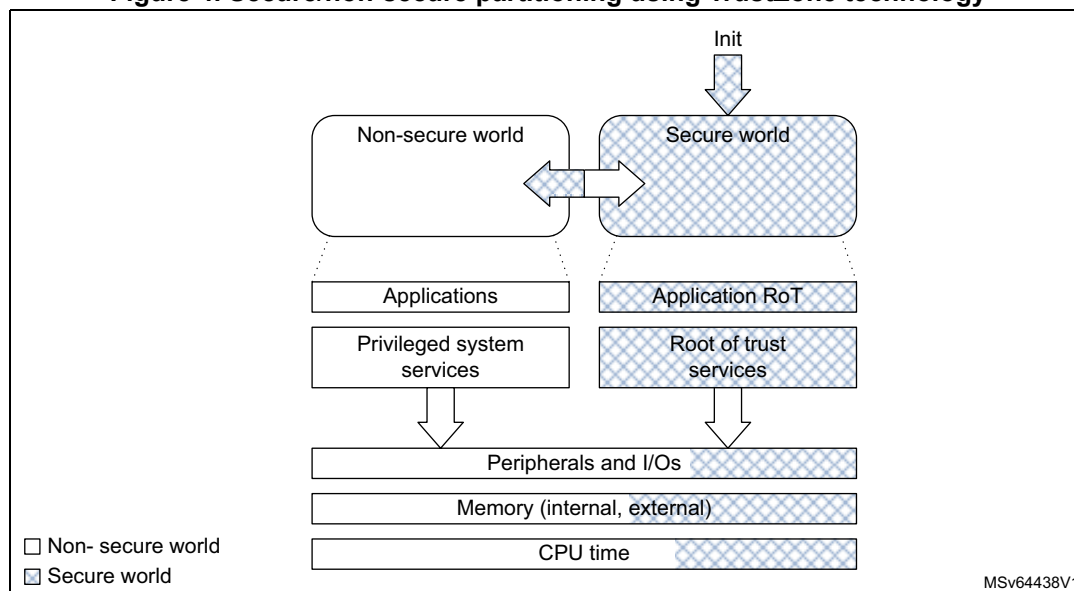 Init
Non-secure world
Secure world
Applications
Application RoT
Privileged system
services
Root of trust
services
Peripherals and I/Os
Memory (internal, external)
CPU time
Non- secure world
Secure world
MSv64438V1